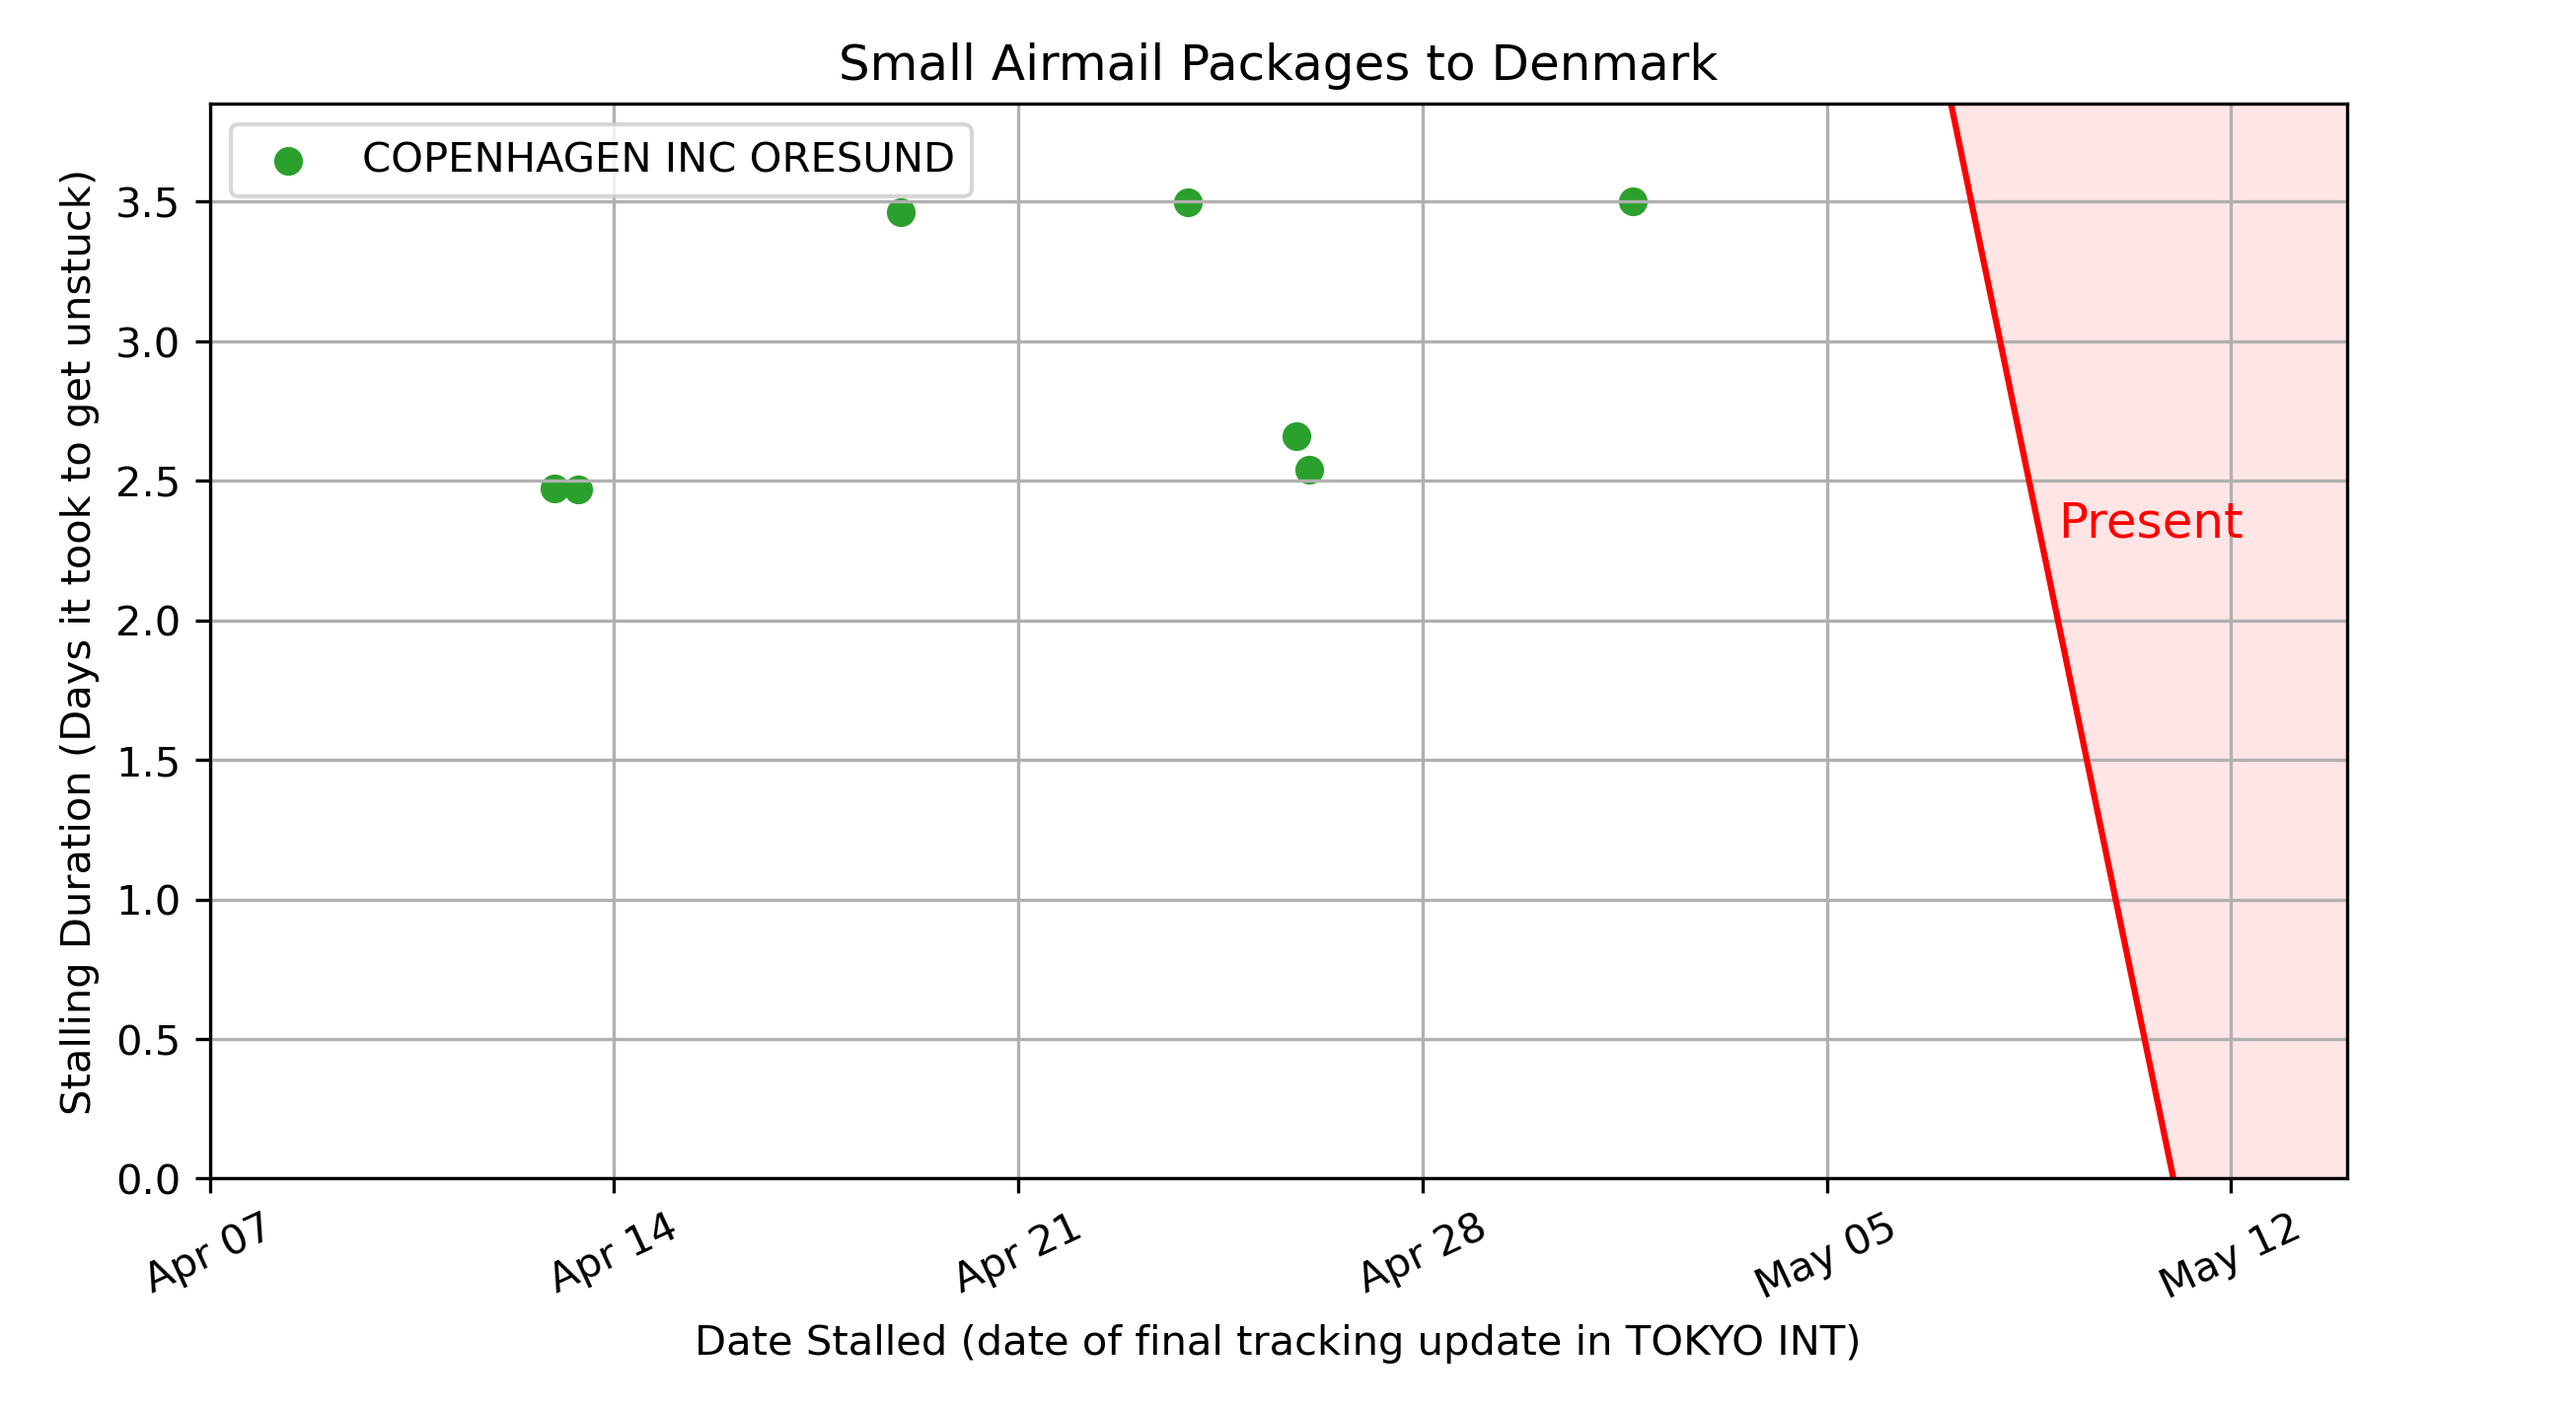 Small Airmail Packages to Denmark
COPENHAGEN INC ORESUND
Stalling Duration (Days it took to get unstuck)
3.5
3.0
2.5
2.0
1.5
1.0
0.5
0.0
Present
Apr 07
Apr 14
Apr 21
Apr 28
May 05
May 12
Date Stalled (date of final tracking update in TOKYO INT)